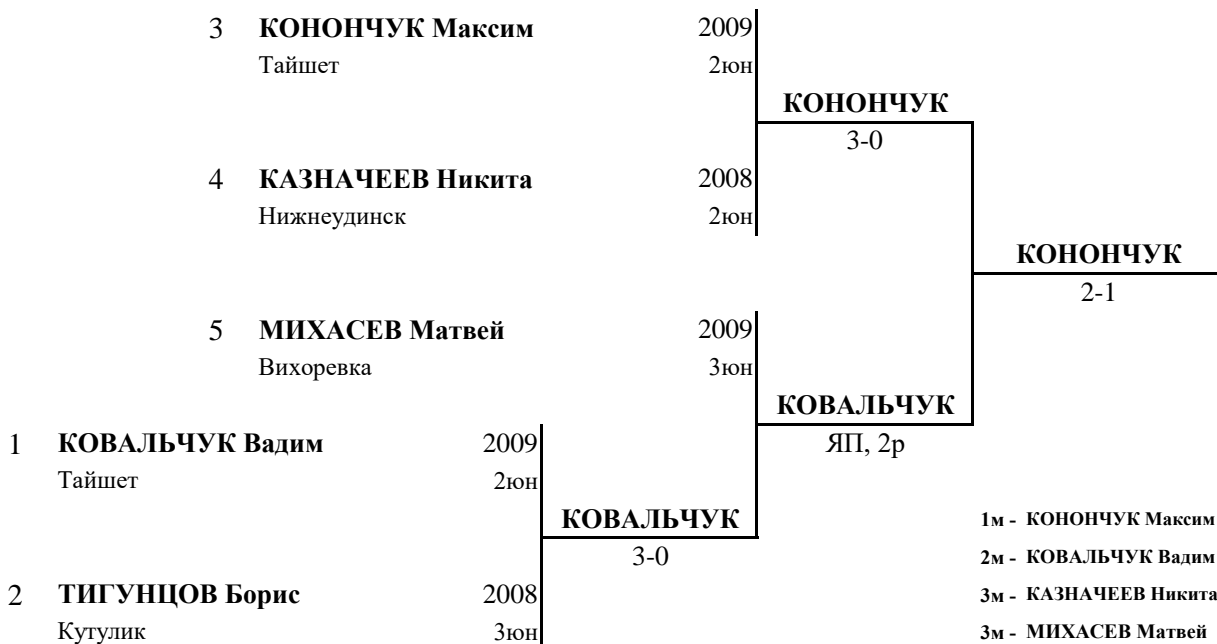 3 КОНОНЧУК Максим 2009
Тайшет 2юн
КОНОНЧУК
3-0
4 КАЗНАЧЕЕВ Никита 2008
Нижнеудинск 2юн
КОНОНЧУК
2-1
5 МИХАСЕВ Матвей 2009
Вихоревка 3юн
КОВАЛЬЧУК
ЯП, 2р
1 КОВАЛЬЧУК Вадим 2009
Тайшет 2юн
КОВАЛЬЧУК
3-0
2 ТИГУНЦОВ Борис 2008
Кутулик 3юн
1м - КОНОНЧУК Максим
2м - КОВАЛЬЧУК Вадим
3м - КАЗНАЧЕЕВ Никита
3м - МИХАСЕВ Матвей